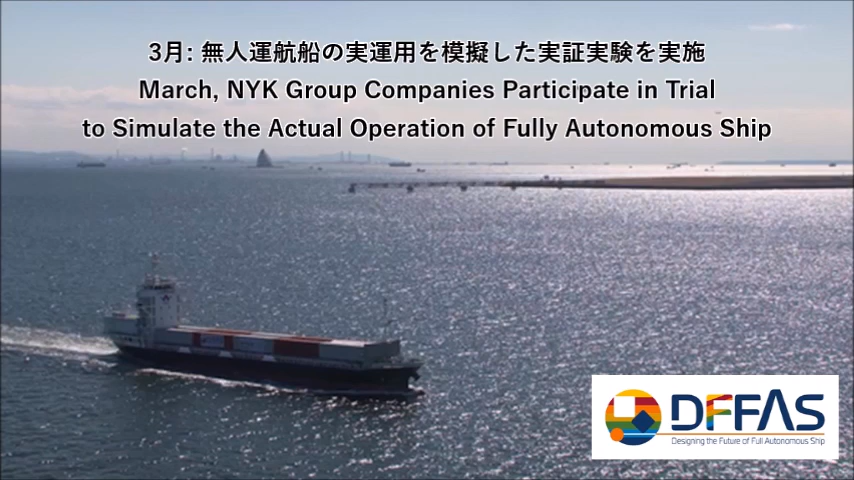 3月: 無人運航船の実運用を模擬した実証実験を実施
March, NYK Group Companies Participate in Trial
to Simulate the Actual Operation of Fully Autonomous Ship
DFFAS
Designing the Future of Full Autonomous Ship